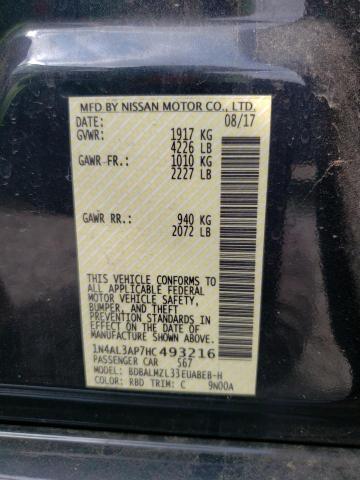 MFD BY NISSAN MOTOR CO., LTD.
DATE: 08/17
GVWR: 1917 KG
4226 LB
GAWR FR: 1010 KG
2227 LB
GAWR RR: 940 KG
2072 LB
THIS VEHICLE CONFORMS TO
ALL APPLICABLE FEDERAL
MOTOR VEHICLE SAFETY,
BUMPER, AND THEFT
PREVENTION STANDARDS IN
EFFECT ON THE DATE OF
MANUFACTURE SHOWN ABOVE.
1N4AL3AP7HC493216
PASSENGER CAR S67
MODEL: BDBALMZL33EUABEB-H
COLOR: RBD TRIM: C 9N00A